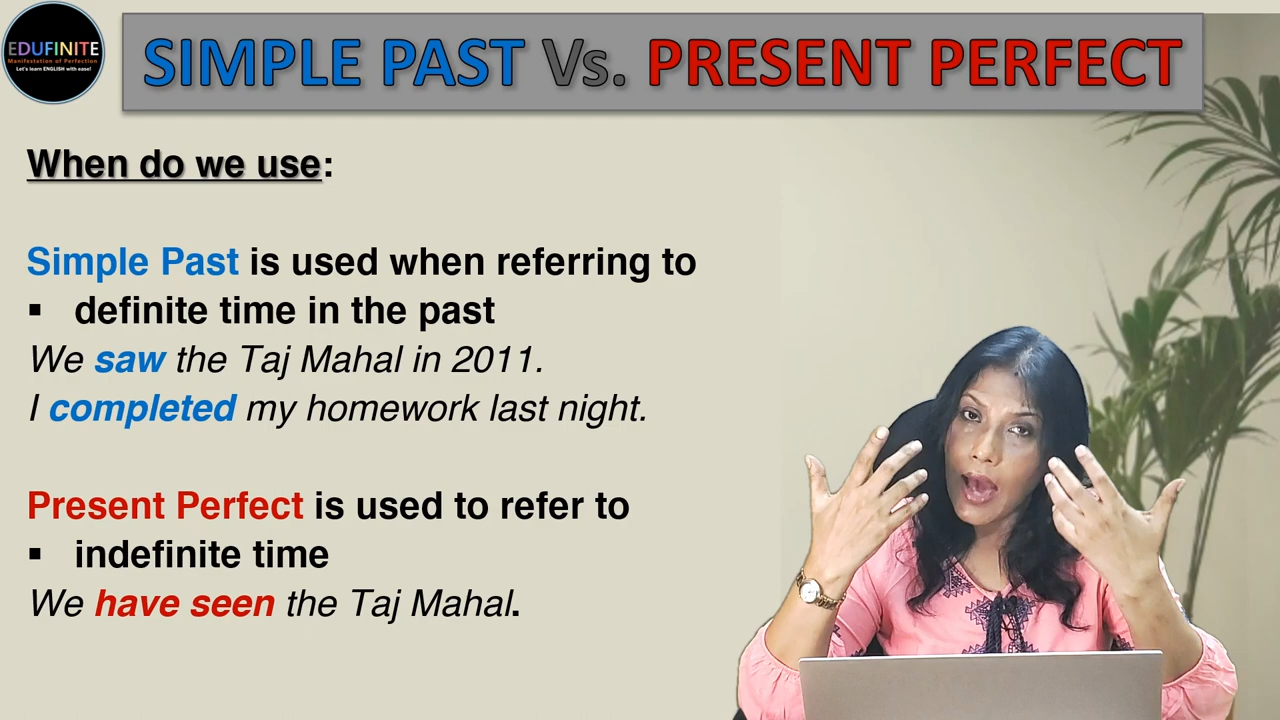 EDUFINITE
Manifestation of Perfection
Let's learn ENGLISH with ease!
SIMPLE PAST Vs. PRESENT PERFECT
When do we use:
Simple Past is used when referring to
▪ definite time in the past
We saw the Taj Mahal in 2011.
I completed my homework last night.
Present Perfect is used to refer to
▪ indefinite time
We have seen the Taj Mahal.